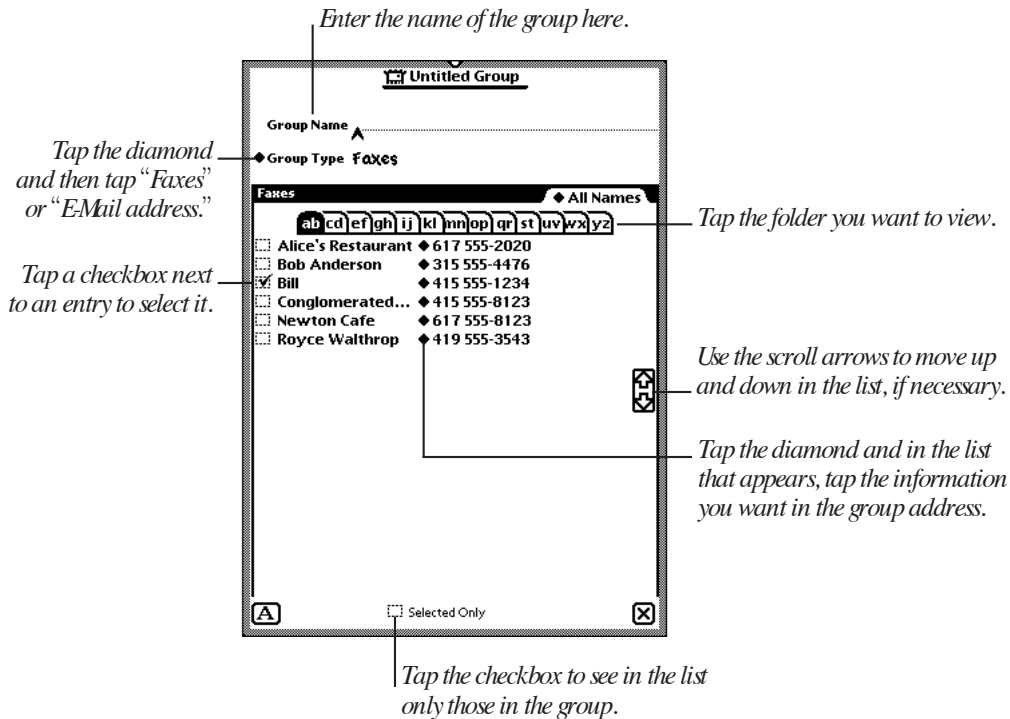 Enter the name of the group here.
Untitled Group
Group Name
Tap the diamond
and then tap “Faxes”
or “E-Mail address.”
Group Type Faxes
Faxes
All Names
ab cd ef gh ij kl mn op qr st uv wx yz
Tap the folder you want to view.
Alice's Restaurant 617 555-2020
Bob Anderson 315 555-4476
Tap a checkbox next
to an entry to select it.
Bill 415 555-1234
Conglomerated... 415 555-8123
Newton Cafe 617 555-8123
Royce Walthrop 419 555-3543
Use the scroll arrows to move up
and down in the list, if necessary.
Tap the diamond and in the list
that appears, tap the information
you want in the group address.
A
Selected Only
X
Tap the checkbox to see in the list
only those in the group.